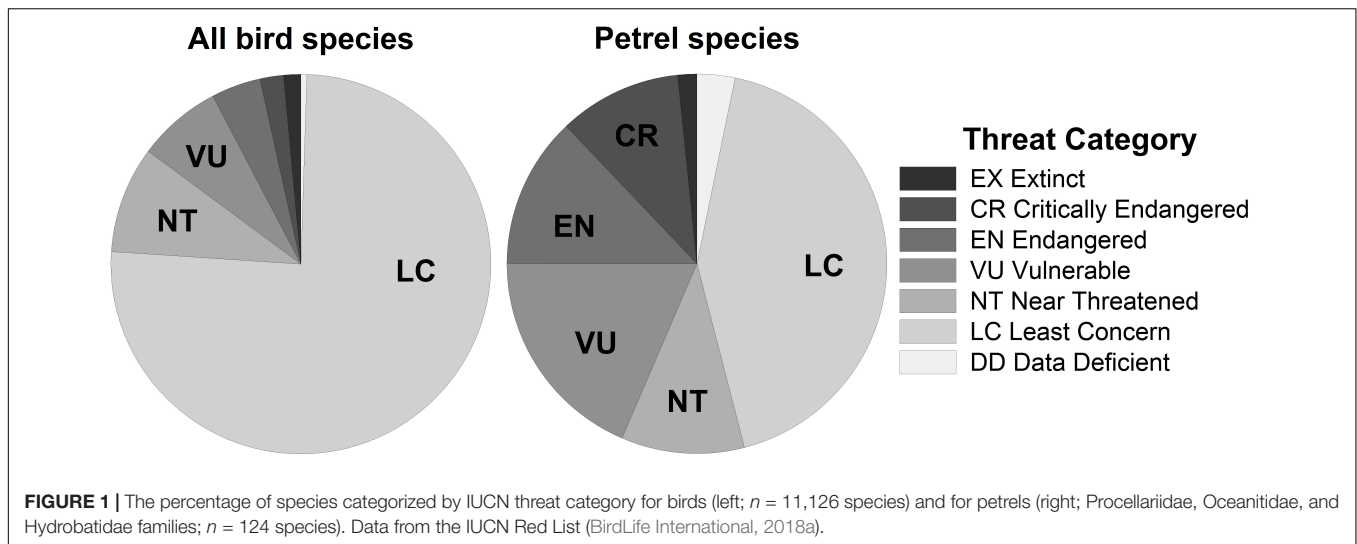 All bird species
Petrel species
VU
NT
LC
CR
EN
VU
NT
LC
Threat Category
EX Extinct
CR Critically Endangered
EN Endangered
VU Vulnerable
NT Near Threatened
LC Least Concern
DD Data Deficient
FIGURE 1 | The percentage of species categorized by IUCN threat category for birds (left; n = 11,126 species) and for petrels (right; Procellariidae, Oceanitidae, and
Hydrobatidae families; n = 124 species). Data from the IUCN Red List (BirdLife International, 2018a).